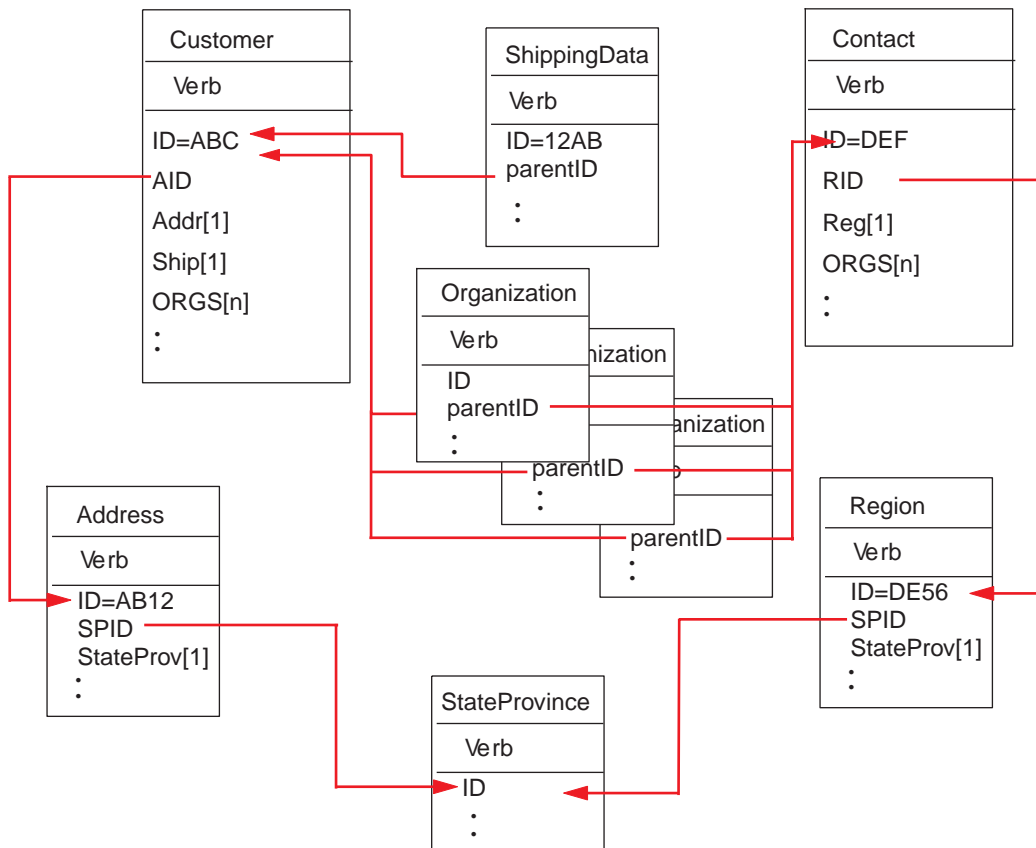 Customer
Verb
ID=ABC
AID
Addr[1]
Ship[1]
ORGS[n]
:
ShippingData
Verb
ID=12AB
parentID
:
Contact
Verb
ID=DEF
RID
Reg[1]
ORGS[n]
:
Organization
Verb
ID
parentID
:
nization
parentID
:
anization
parentID
:
Address
Verb
ID=AB12
SPID
StateProv[1]
:
StateProvince
Verb
ID
:
Region
Verb
ID=DE56
SPID
StateProv[1]
: